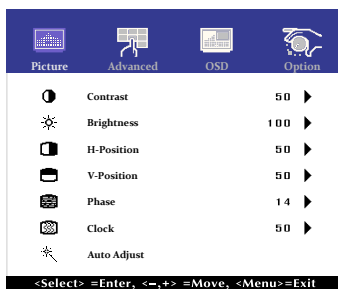 Picture Advanced OSD Option
Contrast 50
Brightness 100
H-Position 50
V-Position 50
Phase 14
Clock 50
Auto Adjust
<Select> =Enter, <–,+> =Move, <Menu>=Exit